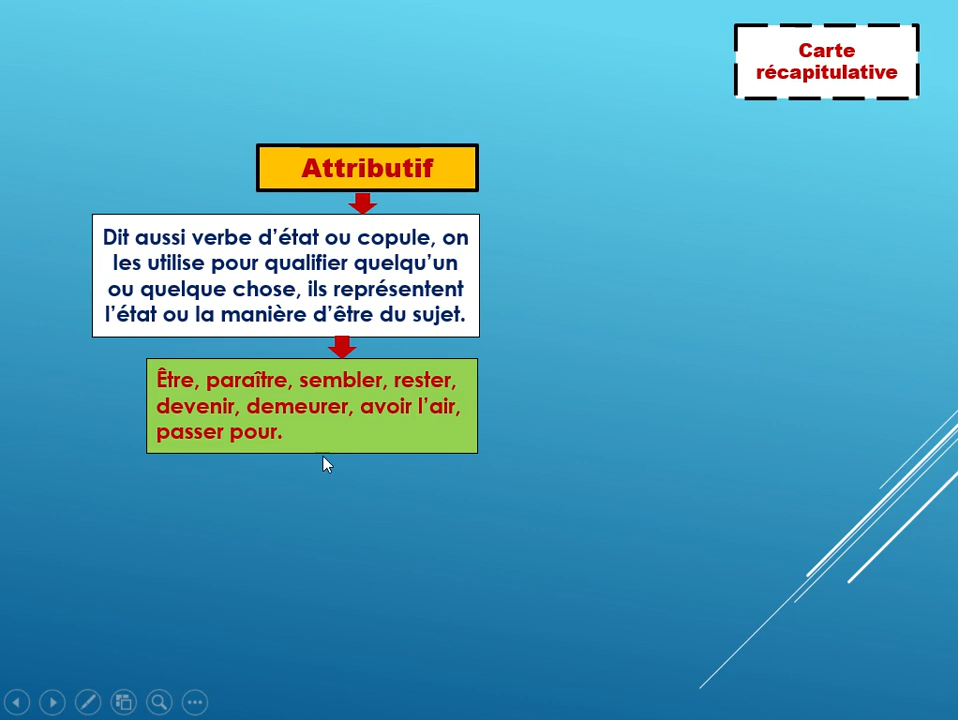 Carte
récapitulative
Attributif
Dit aussi verbe d’état ou copule, on
les utilise pour qualifier quelqu’un
ou quelque chose, ils représentent
l’état ou la manière d’être du sujet.
Être, paraître, sembler, rester,
devenir, demeurer, avoir l’air,
passer pour.